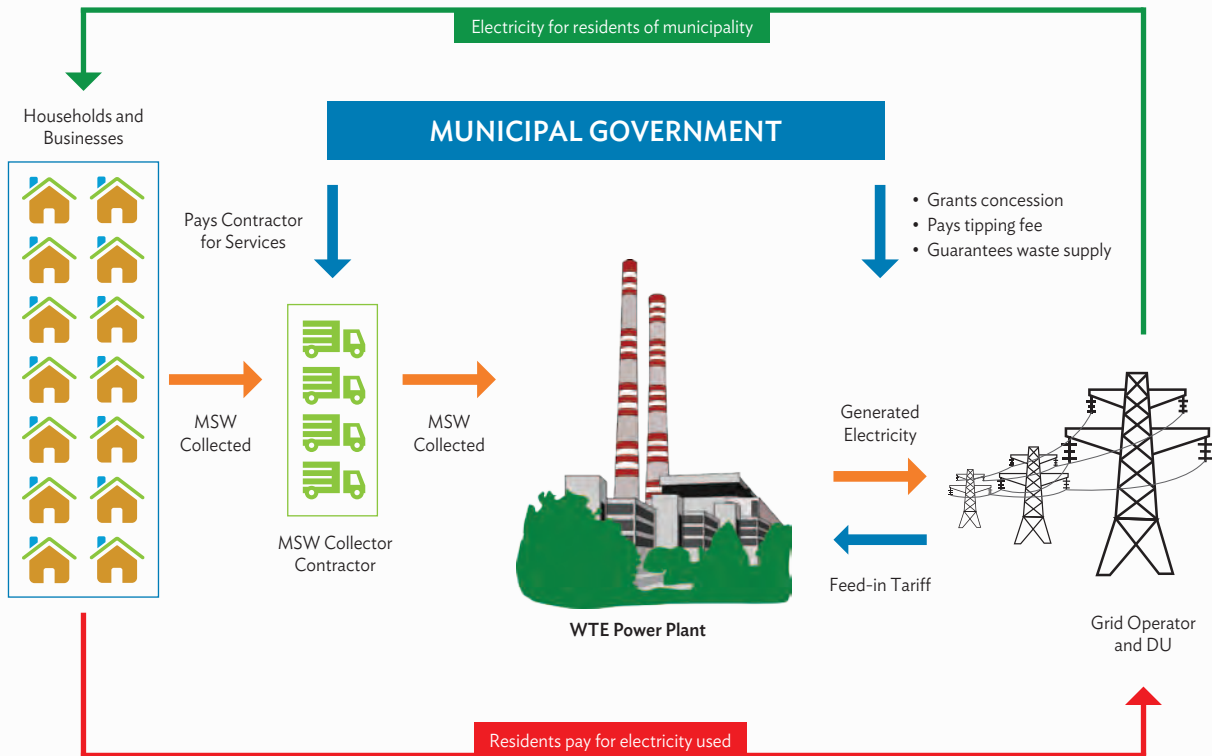 Electricity for residents of municipality
Households and
Businesses
MUNICIPAL GOVERNMENT
Pays Contractor
for Services
• Grants concession
• Pays tipping fee
• Guarantees waste supply
MSW
Collected
MSW
Collected
Generated
Electricity
MSW Collector
Contractor
Feed-in Tariff
WTE Power Plant
Grid Operator
and DU
Residents pay for electricity used